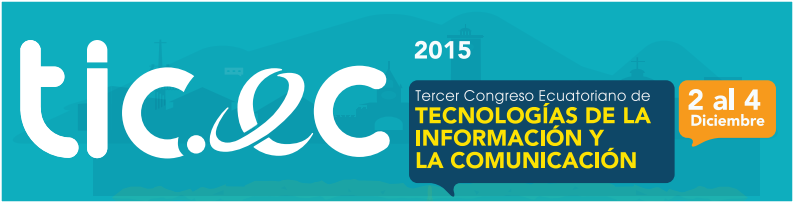 tic.ec
2015
Tercer Congreso Ecuatoriano de
TECNOLOGÍAS DE LA
INFORMACIÓN Y
LA COMUNICACIÓN
2 al 4
Diciembre